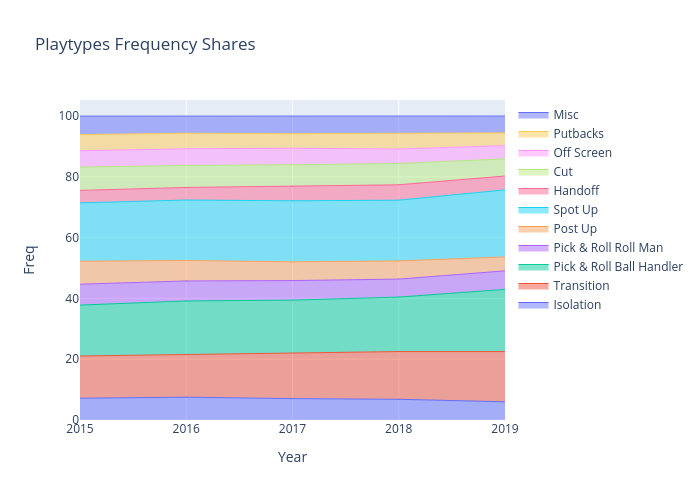 Playtypes Frequency Shares
100
80
60
40
20
0
Freq
2015
2016
2017
2018
2019
Year
Misc
Putbacks
Off Screen
Cut
Handoff
Spot Up
Post Up
Pick & Roll Roll Man
Pick & Roll Ball Handler
Transition
Isolation